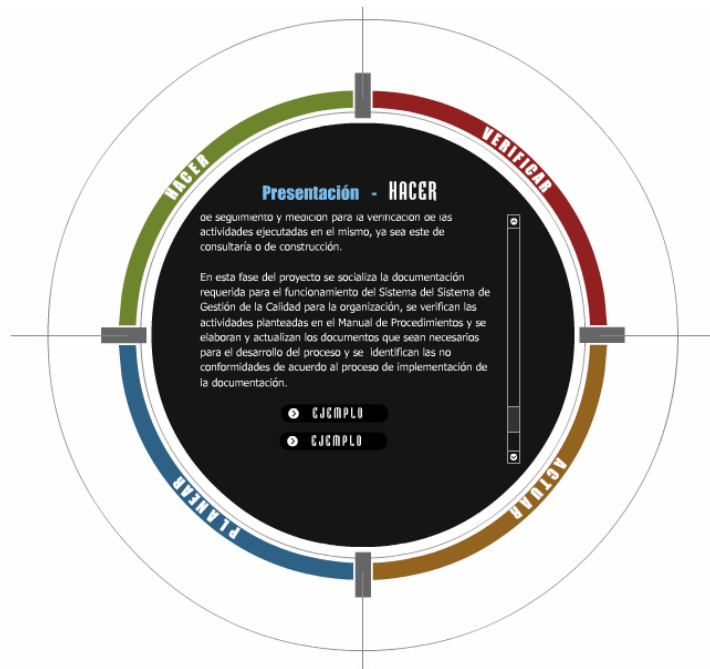 HACER
VERIFICAR
Presentación - HACER
de seguimiento y medición para la verificación de las
actividades ejecutadas en el mismo, ya sea este de
consultaría o de construcción.
En esta fase del proyecto se socializa la documentación
requerida para el funcionamiento del Sistema del Sistema de
Gestión de la Calidad para la organización, se verifican las
actividades planteadas en el Manual de Procedimientos y se
elaboran y actualizan los documentos que sean necesarios
para el desarrollo del proceso y se identifican las no
conformidades de acuerdo al proceso de implementación de
la documentación.
EJEMPLO
EJEMPLO
PLANEAR
ACTUAR